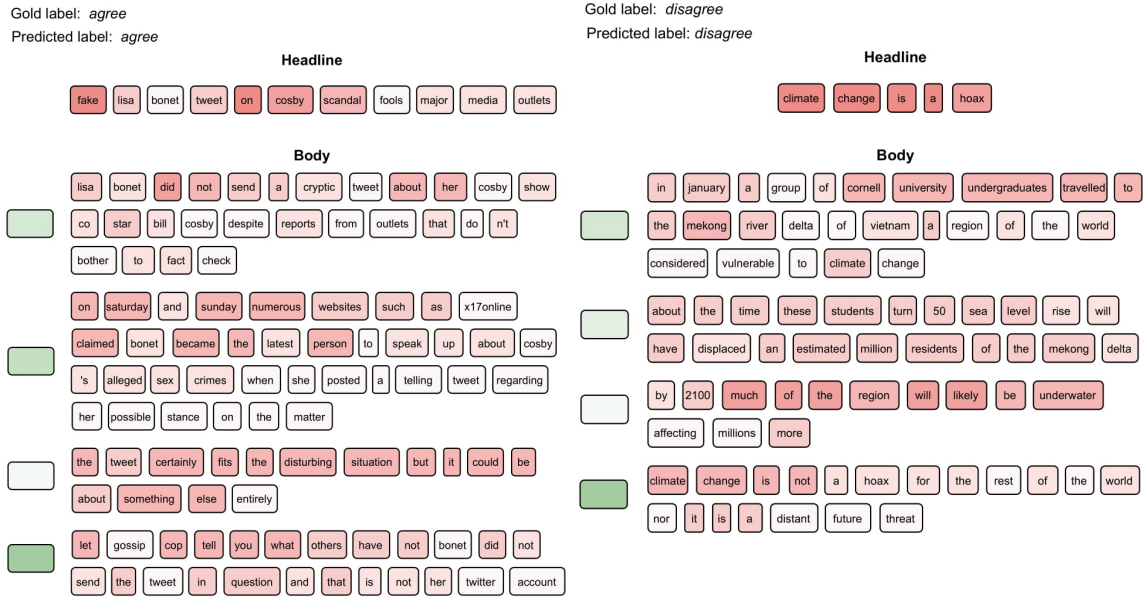 Gold label: agree
Predicted label: agree
Headline
fake lisa bonet tweet on cosby scandal fools major media outlets
Body
lisa bonet did not send a cryptic tweet about her cosby show
co star bill cosby despite reports from outlets that do n't
bother to fact check
on saturday and sunday numerous websites such as x17online
claimed bonet became the latest person to speak up about cosby
's alleged sex crimes when she posted a telling tweet regarding
her possible stance on the matter
the tweet certainly fits the disturbing situation but it could be
about something else entirely
let gossip cop tell you what others have not bonet did not
send the tweet in question and that is not her twitter account
Gold label: disagree
Predicted label: disagree
Headline
climate change is a hoax
Body
in january a group of cornell university undergraduates travelled to
the mekong river delta of vietnam a region of the world
considered vulnerable to climate change
about the time these students turn 50 sea level rise will
have displaced an estimated million residents of the mekong delta
by 2100 much of the region will likely be underwater
affecting millions more
climate change is not a hoax for the rest of the world
nor it is a distant future threat